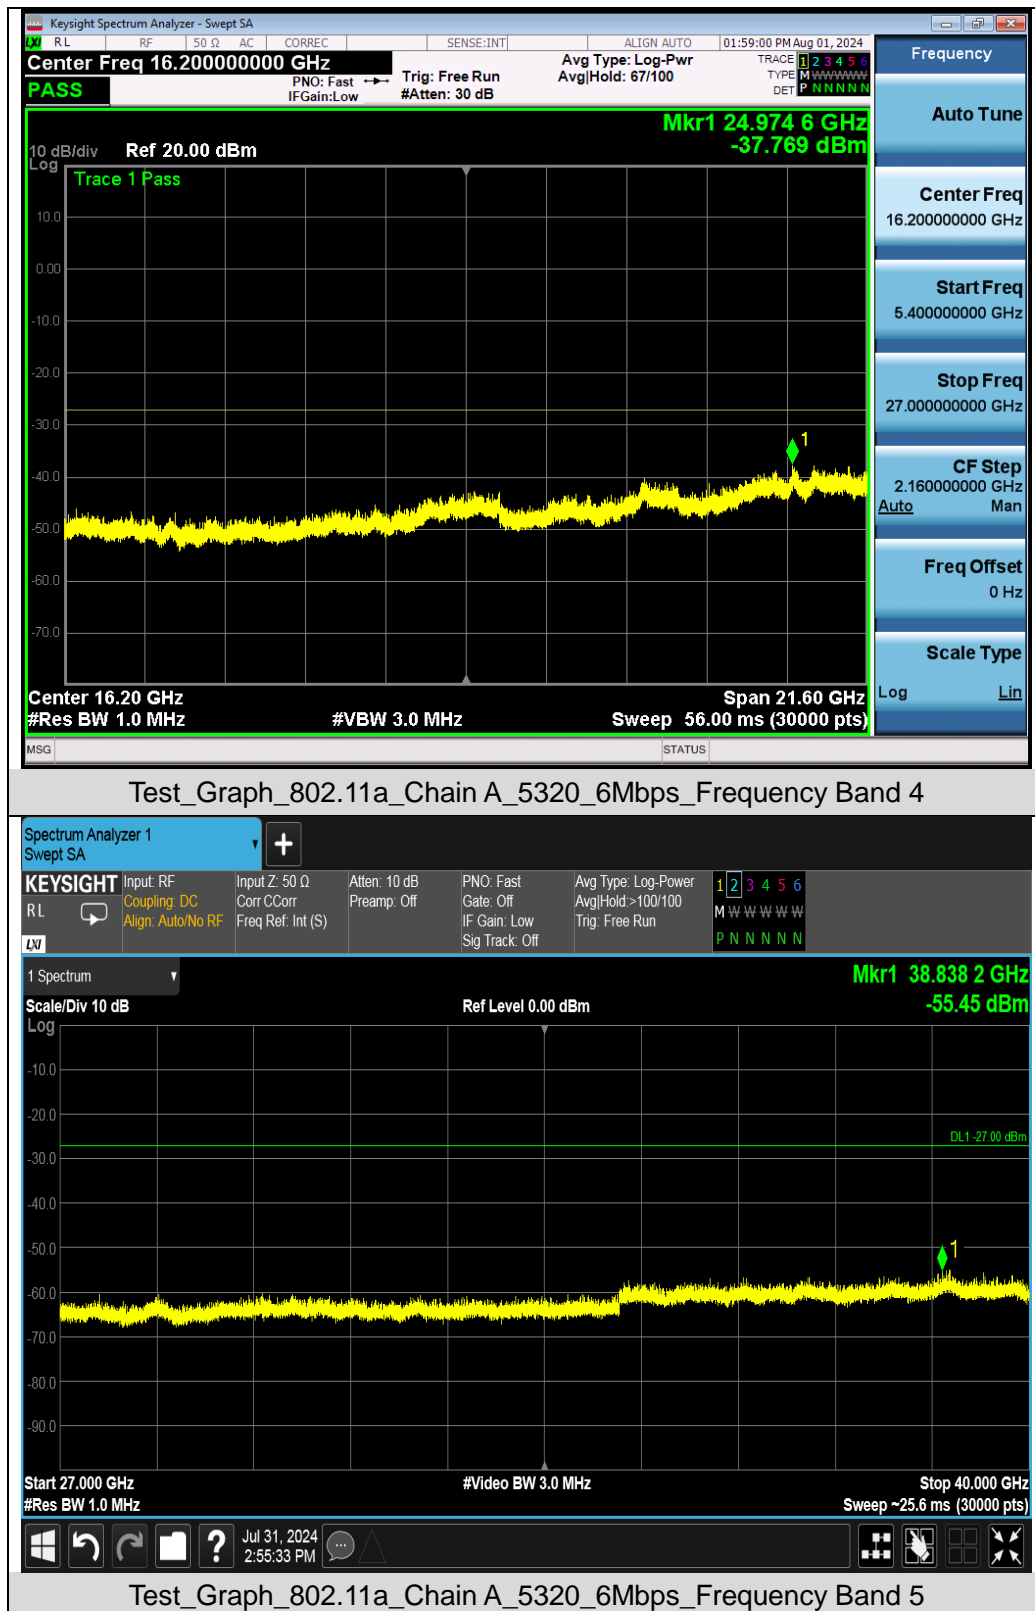 Keysight Spectrum Analyzer - Swept SA
LXI RL RF 50 Ω AC CORREC SENSE:INT ALIGN AUTO 01:59:00 PM Aug 01, 2024
Center Freq 16.200000000 GHz
PASS
PNO: Fast
IFGain:Low
Trig: Free Run
#Atten: 30 dB
Avg Type: Log-Pwr
Avg|Hold: 67/100
TRACE 1 2 3 4 5 6
TYPE M W W W W W
DET P N N N N N
Mkr1 24.974 6 GHz
-37.769 dBm
10 dB/div Ref 20.00 dBm
Log
Trace 1 Pass
10.0
0.00
-10.0
-20.0
-30.0
-40.0
-50.0
-60.0
-70.0
1
Center 16.20 GHz Span 21.60 GHz
#Res BW 1.0 MHz #VBW 3.0 MHz Sweep 56.00 ms (30000 pts)
MSG STATUS
Frequency
Auto Tune
Center Freq
16.200000000 GHz
Start Freq
5.400000000 GHz
Stop Freq
27.000000000 GHz
CF Step
2.160000000 GHz
Auto Man
Freq Offset
0 Hz
Scale Type
Log Lin
Test_Graph_802.11a_Chain A_5320_6Mbps_Frequency Band 4
Spectrum Analyzer 1
Swept SA
+
KEYSIGHT
RL
LXI
Input: RF
Coupling: DC
Align: Auto/No RF
Input Z: 50 Ω
Corr CCorr
Freq Ref: Int (S)
Atten: 10 dB
Preamp: Off
PNO: Fast
Gate: Off
IF Gain: Low
Sig Track: Off
Avg Type: Log-Power
Avg|Hold:>100/100
Trig: Free Run
1 2 3 4 5 6
M W W W W W
P N N N N N
1 Spectrum
Mkr1 38.838 2 GHz
-55.45 dBm
Scale/Div 10 dB Ref Level 0.00 dBm
Log
-10.0
-20.0
-30.0
-40.0
-50.0
-60.0
-70.0
-80.0
-90.0
DL1 -27.00 dBm
1
Start 27.000 GHz #Video BW 3.0 MHz Stop 40.000 GHz
#Res BW 1.0 MHz Sweep ~25.6 ms (30000 pts)
?
Jul 31, 2024
2:55:33 PM
Test_Graph_802.11a_Chain A_5320_6Mbps_Frequency Band 5